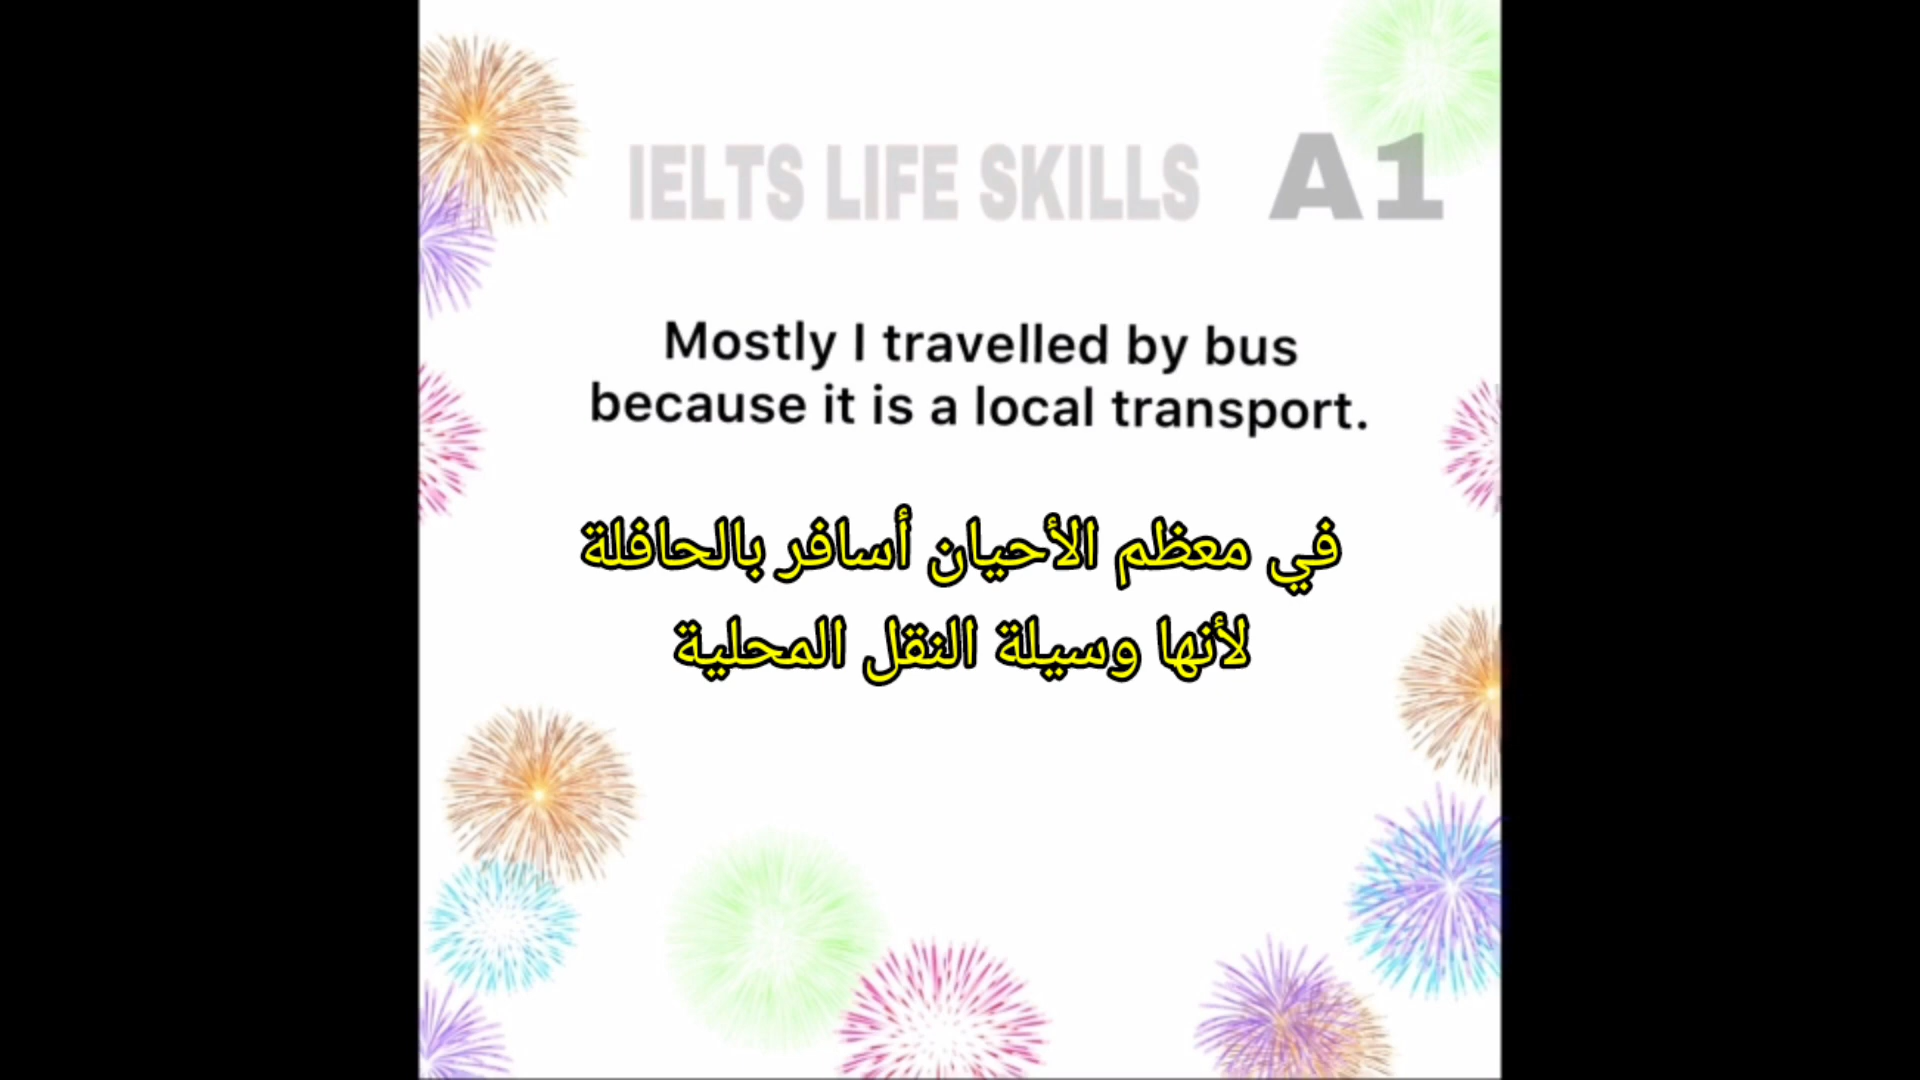 IELTS LIFE SKILLS A1
Mostly I travelled by bus
because it is a local transport.
في معظم الأحيان أسافر بالحافلة
لأنها وسيلة النقل المحلية